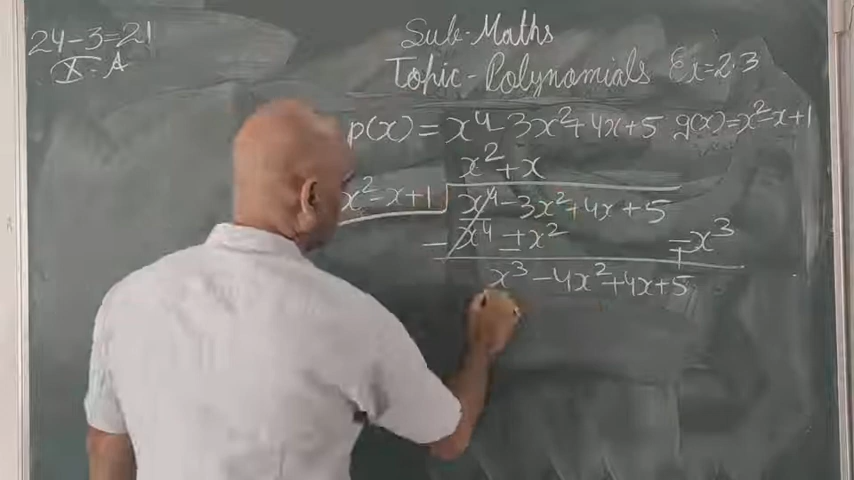 24-3=21
X=A
Sub-Maths
Topic-Polynomials Ex=2.3
p(x)=x⁴-3x²+4x+5 g(x)=x²-x+1
x²+x
x²-x+1 x⁴-3x²+4x+5
-x⁴±x² ∓x³
x³-4x²+4x+5